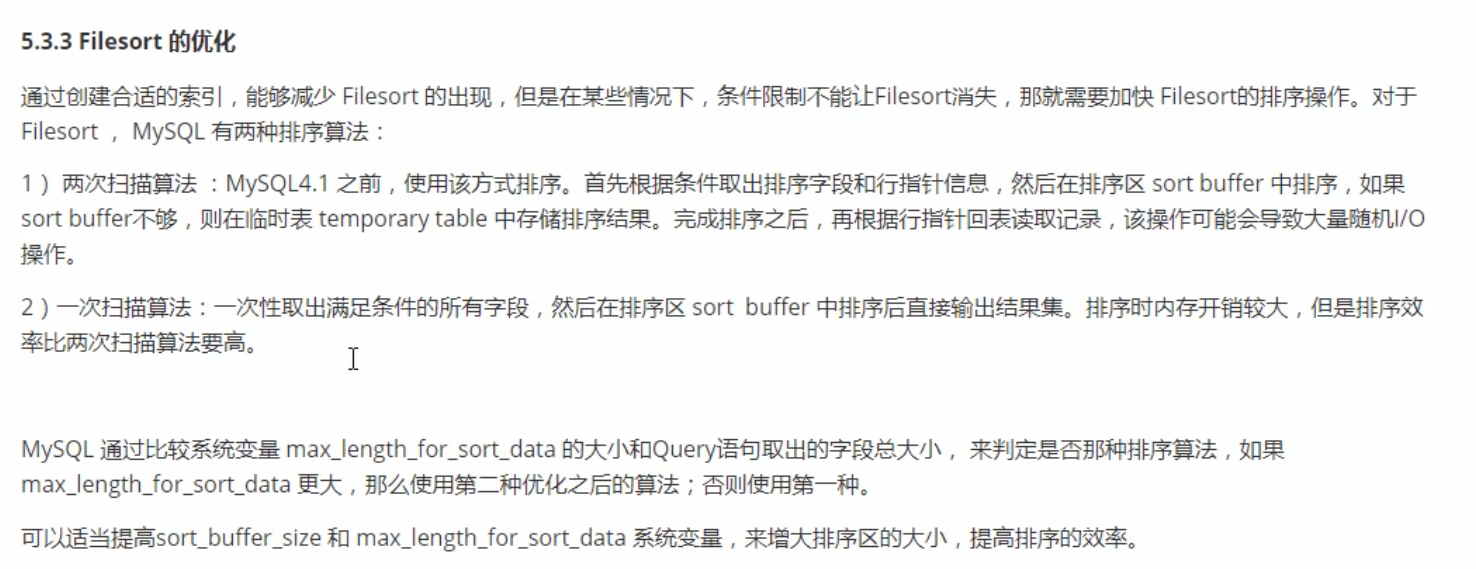 5.3.3 Filesort 的优化
通过创建合适的索引，能够减少 Filesort 的出现，但是在某些情况下，条件限制不能让Filesort消失，那就需要加快 Filesort的排序操作。对于
Filesort ， MySQL 有两种排序算法：
1） 两次扫描算法 ：MySQL4.1 之前，使用该方式排序。首先根据条件取出排序字段和行指针信息，然后在排序区 sort buffer 中排序，如果
sort buffer不够，则在临时表 temporary table 中存储排序结果。完成排序之后，再根据行指针回表读取记录，该操作可能会导致大量随机I/O
操作。
2）一次扫描算法：一次性取出满足条件的所有字段，然后在排序区 sort buffer 中排序后直接输出结果集。排序时内存开销较大，但是排序效
率比两次扫描算法要高。
MySQL 通过比较系统变量 max_length_for_sort_data 的大小和Query语句取出的字段总大小， 来判定是否那种排序算法，如果
max_length_for_sort_data 更大，那么使用第二种优化之后的算法；否则使用第一种。
可以适当提高sort_buffer_size 和 max_length_for_sort_data 系统变量，来增大排序区的大小，提高排序的效率。